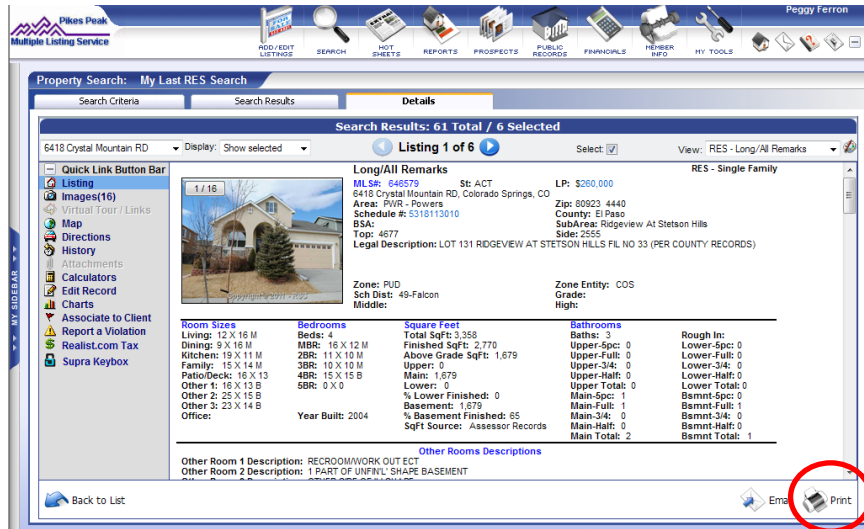 Pikes Peak
Multiple Listing Service
Peggy Ferron
ADD/EDIT LISTINGS
SEARCH
HOT SHEETS
REPORTS
PROSPECTS
PUBLIC RECORDS
FINANCIALS
MEMBER INFO
MY TOOLS
Property Search: My Last RES Search
Search Criteria
Search Results
Details
Search Results: 61 Total / 6 Selected
6418 Crystal Mountain RD
Display: Show selected
Listing 1 of 6
Select:
View: RES - Long/All Remarks
MY SIDEBAR
Quick Link Button Bar
Listing
Images(16)
Virtual Tour / Links
Map
Directions
History
Attachments
Calculators
Edit Record
Charts
Associate to Client
Report a Violation
Realist.com Tax
Supra Keybox
1 / 16
Copyright © 2011 - RSC
Long/All Remarks RES - Single Family
MLS#: 646579 St: ACT LP: $260,000
6418 Crystal Mountain RD, Colorado Springs, CO
Area: PWR - Powers Zip: 80923 4440
Schedule #: 5318113010 County: El Paso
BSA: SubArea: Ridgeview At Stetson Hills
Top: 4677 Side: 2555
Legal Description: LOT 131 RIDGEVIEW AT STETSON HILLS FIL NO 33 (PER COUNTY RECORDS)
Zone: PUD Zone Entity: COS
Sch Dist: 49-Falcon Grade:
Middle: High:
Room Sizes
Living: 12 X 16 M
Dining: 9 X 16 M
Kitchen: 19 X 11 M
Family: 15 X 14 M
Patio/Deck: 16 X 13
Other 1: 16 X 13 B
Other 2: 25 X 15 B
Other 3: 23 X 14 B
Office:
Bedrooms
Beds: 4
MBR: 16 X 12 M
2BR: 11 X 10 M
3BR: 10 X 10 M
4BR: 15 X 15 B
5BR: 0 X 0
Year Built: 2004
Square Feet
Total SqFt: 3,358
Finished SqFt: 2,770
Above Grade SqFt: 1,679
Upper: 0
Main: 1,679
Lower: 0
% Lower Finished: 0
Basement: 1,679
% Basement Finished: 65
SqFt Source: Assessor Records
Bathrooms
Baths: 3
Upper-5pc: 0
Upper-Full: 0
Upper-3/4: 0
Upper-Half: 0
Upper Total: 0
Main-5pc: 1
Main-Full: 1
Main-3/4: 0
Main-Half: 0
Main Total: 2
Rough In:
Lower-5pc: 0
Lower-Full: 0
Lower-3/4: 0
Lower-Half: 0
Lower Total: 0
Bsmnt-5pc: 0
Bsmnt-Full: 1
Bsmnt-3/4: 0
Bsmnt-Half: 0
Bsmnt Total: 1
Other Rooms Descriptions
Other Room 1 Description: RECROOM/WORK OUT ECT
Other Room 2 Description: 1 PART OF UNFIN'L' SHAPE BASEMENT
Back to List
Ema
Print